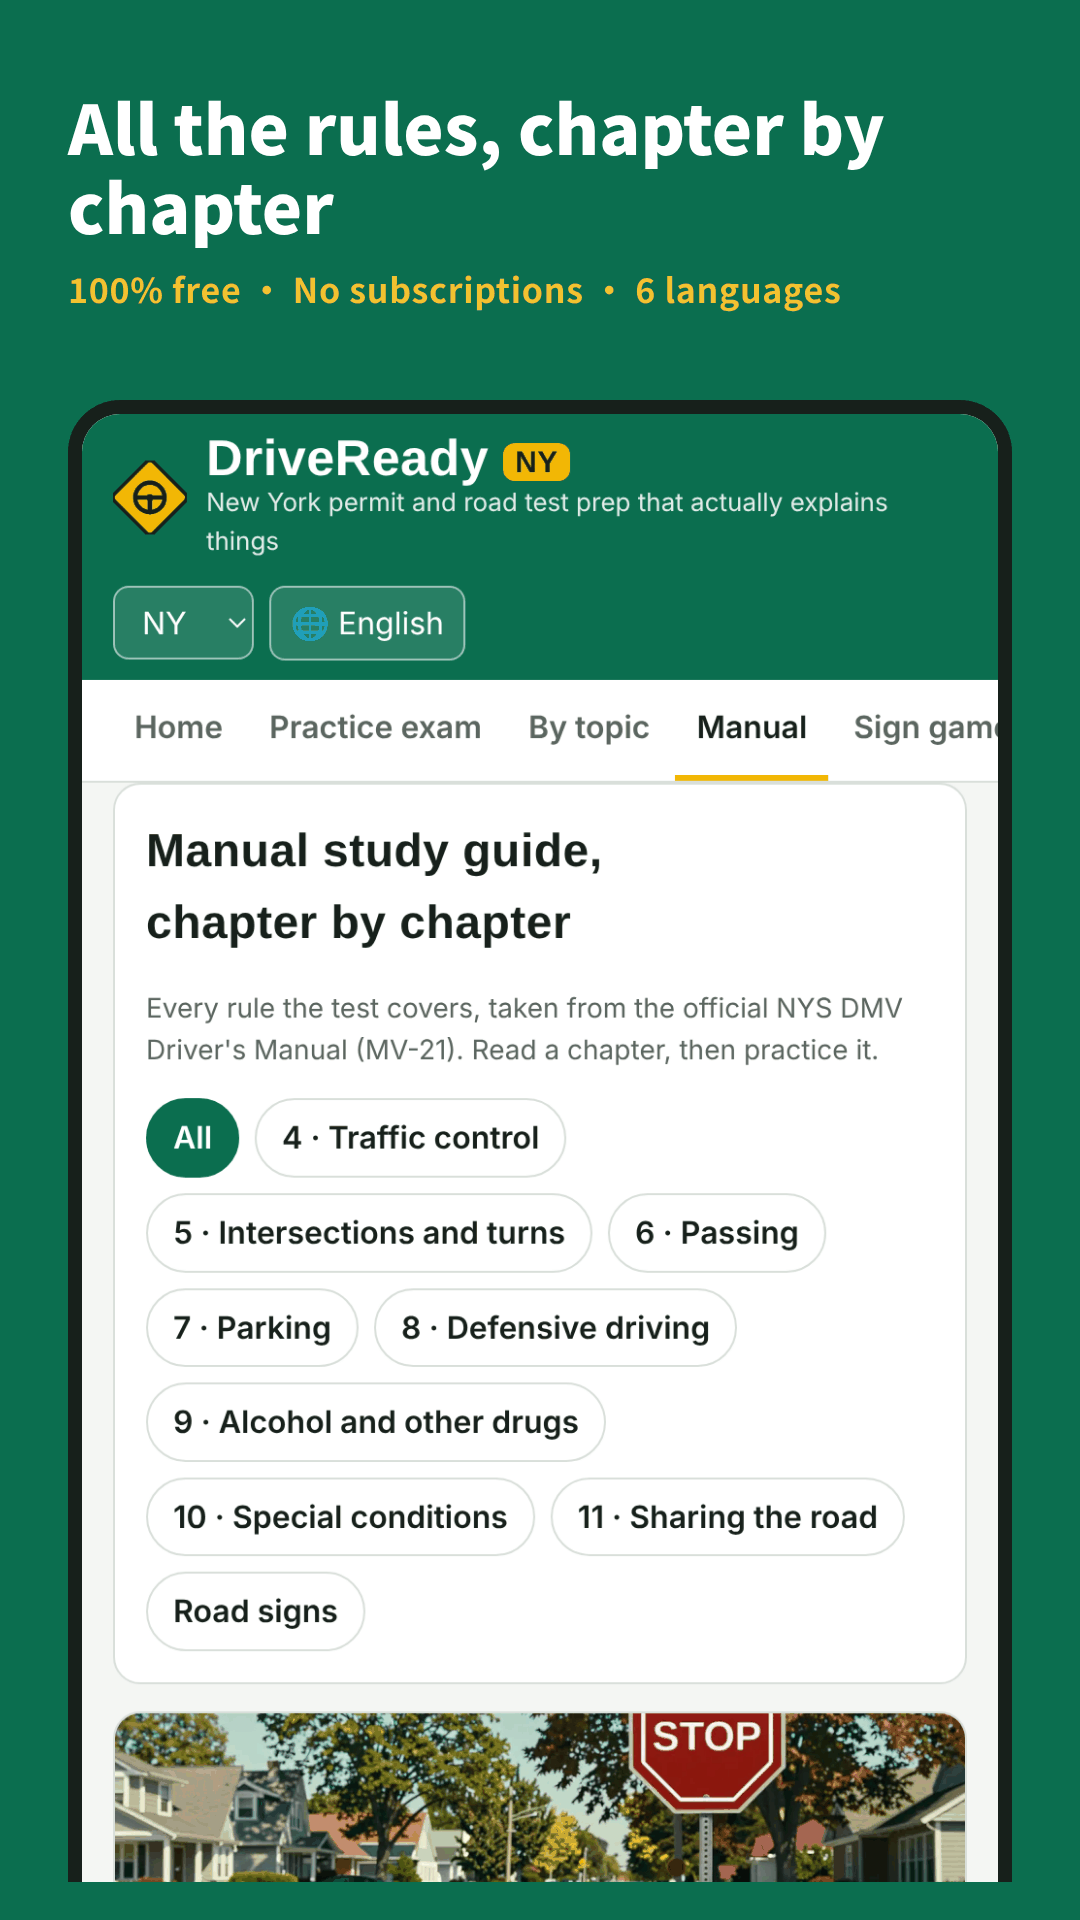 All the rules, chapter by
chapter
100% free • No subscriptions • 6 languages
DriveReady NY
New York permit and road test prep that actually explains
things
NY
English
Home Practice exam By topic Manual Sign game
Manual study guide,
chapter by chapter
Every rule the test covers, taken from the official NYS DMV
Driver's Manual (MV-21). Read a chapter, then practice it.
All 4 · Traffic control
5 · Intersections and turns 6 · Passing
7 · Parking 8 · Defensive driving
9 · Alcohol and other drugs
10 · Special conditions 11 · Sharing the road
Road signs
STOP